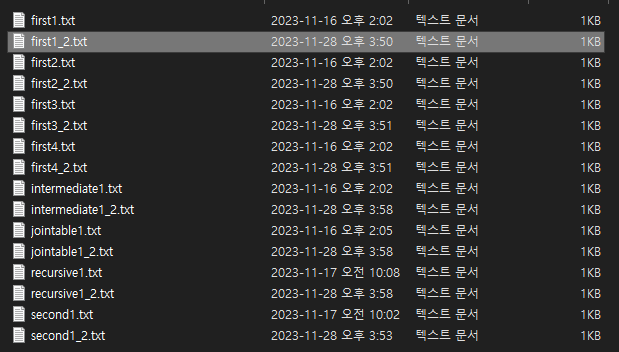 first1.txt 2023-11-16 오후 2:02 텍스트 문서 1KB
first1_2.txt 2023-11-28 오후 3:50 텍스트 문서 1KB
first2.txt 2023-11-16 오후 2:02 텍스트 문서 1KB
first2_2.txt 2023-11-28 오후 3:50 텍스트 문서 1KB
first3.txt 2023-11-16 오후 2:02 텍스트 문서 1KB
first3_2.txt 2023-11-28 오후 3:51 텍스트 문서 1KB
first4.txt 2023-11-16 오후 2:02 텍스트 문서 1KB
first4_2.txt 2023-11-28 오후 3:51 텍스트 문서 1KB
intermediate1.txt 2023-11-16 오후 2:02 텍스트 문서 1KB
intermediate1_2.txt 2023-11-28 오후 3:58 텍스트 문서 1KB
jointable1.txt 2023-11-16 오후 2:05 텍스트 문서 1KB
jointable1_2.txt 2023-11-28 오후 3:58 텍스트 문서 1KB
recursive1.txt 2023-11-17 오전 10:08 텍스트 문서 1KB
recursive1_2.txt 2023-11-28 오후 3:58 텍스트 문서 1KB
second1.txt 2023-11-17 오전 10:02 텍스트 문서 1KB
second1_2.txt 2023-11-28 오후 3:53 텍스트 문서 1KB